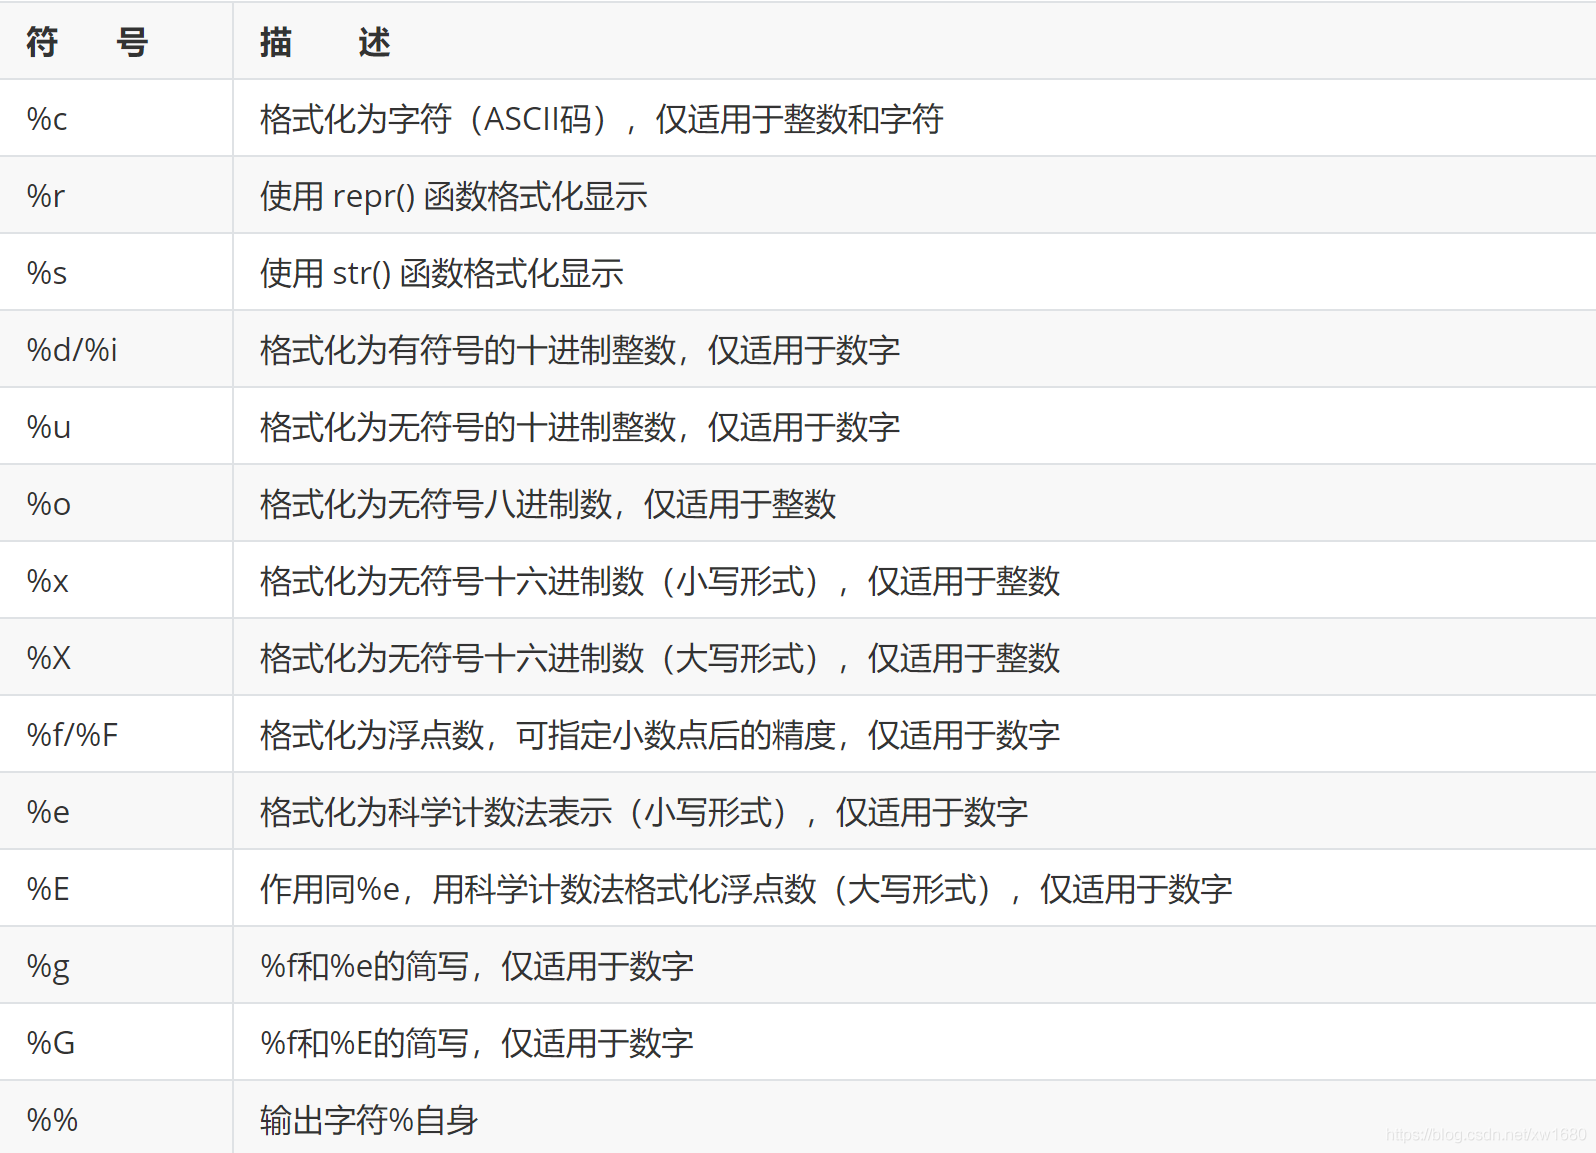 符 号 描 述
%c 格式化为字符（ASCII码），仅适用于整数和字符
%r 使用 repr() 函数格式化显示
%s 使用 str() 函数格式化显示
%d/%i 格式化为有符号的十进制整数，仅适用于数字
%u 格式化为无符号的十进制整数，仅适用于数字
%o 格式化为无符号八进制数，仅适用于整数
%x 格式化为无符号十六进制数（小写形式），仅适用于整数
%X 格式化为无符号十六进制数（大写形式），仅适用于整数
%f/%F 格式化为浮点数，可指定小数点后的精度，仅适用于数字
%e 格式化为科学计数法表示（小写形式），仅适用于数字
%E 作用同%e，用科学计数法格式化浮点数（大写形式），仅适用于数字
%g %f和%e的简写，仅适用于数字
%G %f和%E的简写，仅适用于数字
%% 输出字符%自身
https://blog.csdn.net/xw1680